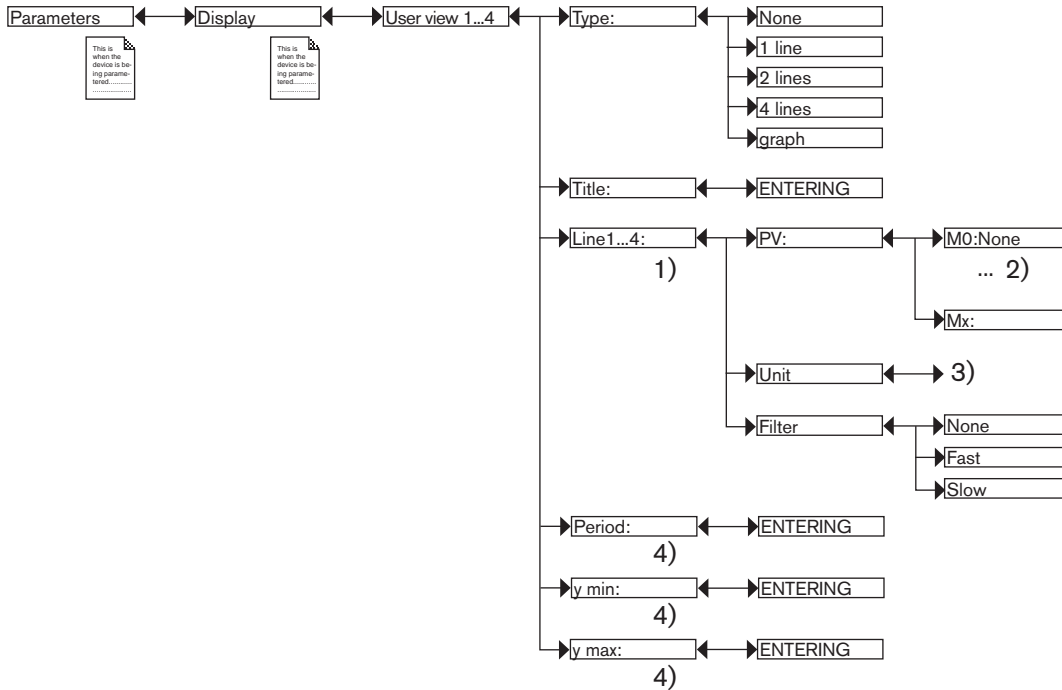 Parameters
Display
User view 1...4
Type:
None
This is
when the
device is be-
ing parame-
tered............
......................
This is
when the
device is be-
ing parame-
tered............
......................
1 line
2 lines
4 lines
graph
Title:
ENTERING
Line1...4:
PV:
M0:None
1)
... 2)
Mx:
Unit
3)
Filter
None
Fast
Slow
Period:
ENTERING
4)
y min:
ENTERING
4)
y max:
ENTERING
4)